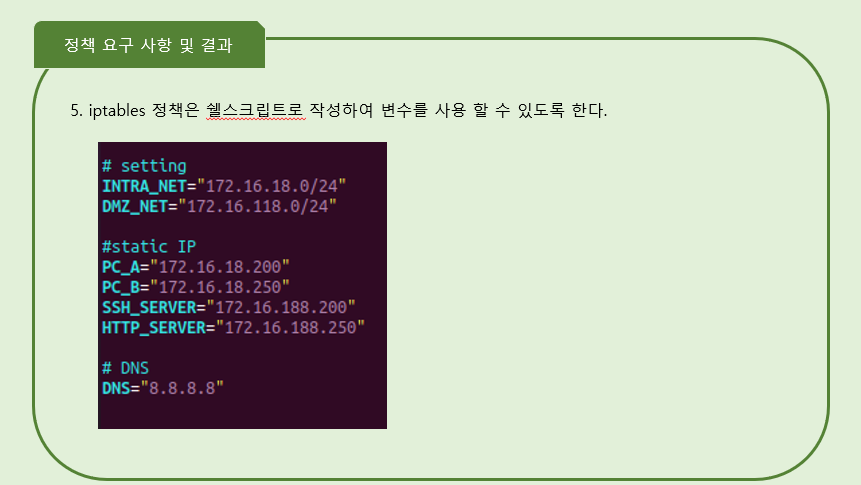 정책 요구 사항 및 결과
5. iptables 정책은 쉘스크립트로 작성하여 변수를 사용 할 수 있도록 한다.
# setting
INTRA_NET="172.16.18.0/24"
DMZ_NET="172.16.118.0/24"
#static IP
PC_A="172.16.18.200"
PC_B="172.16.18.250"
SSH_SERVER="172.16.188.200"
HTTP_SERVER="172.16.188.250"
# DNS
DNS="8.8.8.8"